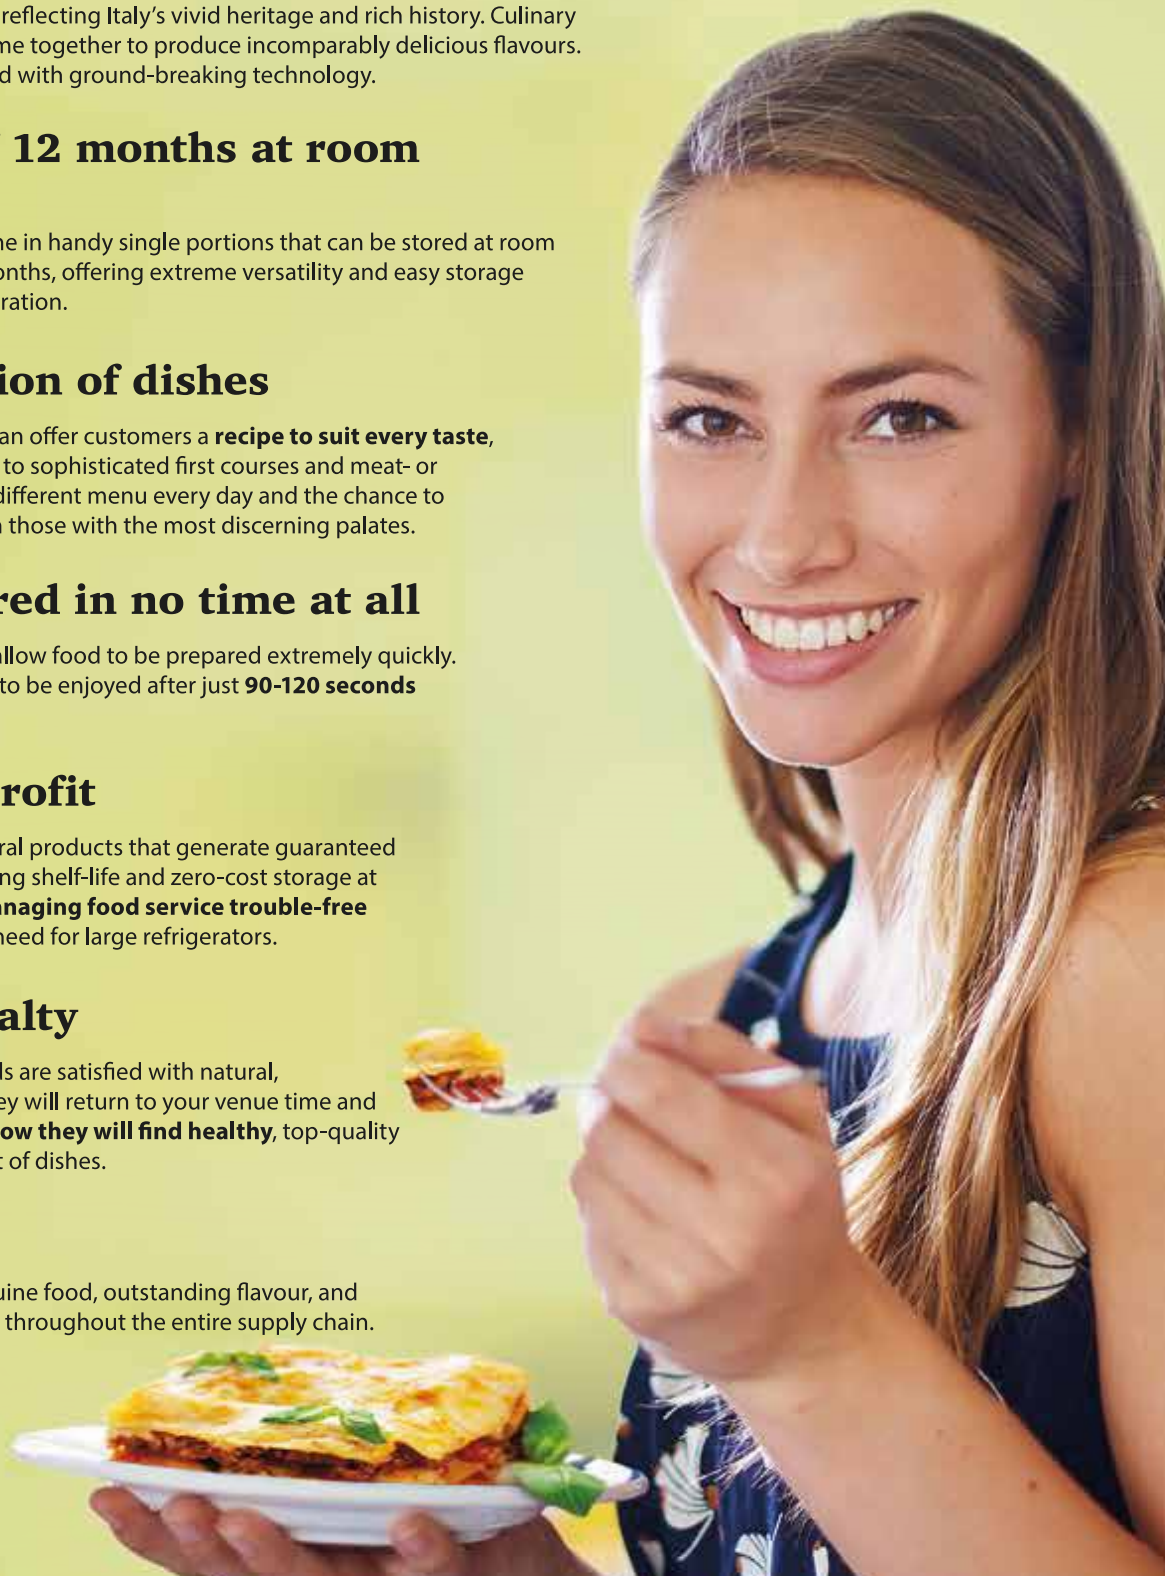 reflecting Italy's vivid heritage and rich history. Culinary
me together to produce incomparably delicious flavours.
d with ground-breaking technology.
12 months at room
ne in handy single portions that can be stored at room
onths, offering extreme versatility and easy storage
ration.
ion of dishes
an offer customers a recipe to suit every taste,
to sophisticated first courses and meat- or
different menu every day and the chance to
n those with the most discerning palates.
red in no time at all
llow food to be prepared extremely quickly.
to be enjoyed after just 90-120 seconds
rofit
ral products that generate guaranteed
ng shelf-life and zero-cost storage at
anaging food service trouble-free
need for large refrigerators.
alty
ds are satisfied with natural,
ey will return to your venue time and
ow they will find healthy, top-quality
t of dishes.
uine food, outstanding flavour, and
throughout the entire supply chain.